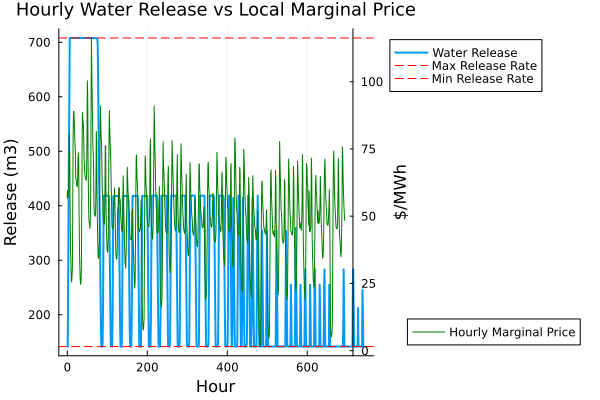 Hourly Water Release vs Local Marginal Price
Release (m3)
700
600
500
400
300
200
0
200
400
600
Hour
100
75
50
25
0
$/MWh
Water Release
Max Release Rate
Min Release Rate
Hourly Marginal Price